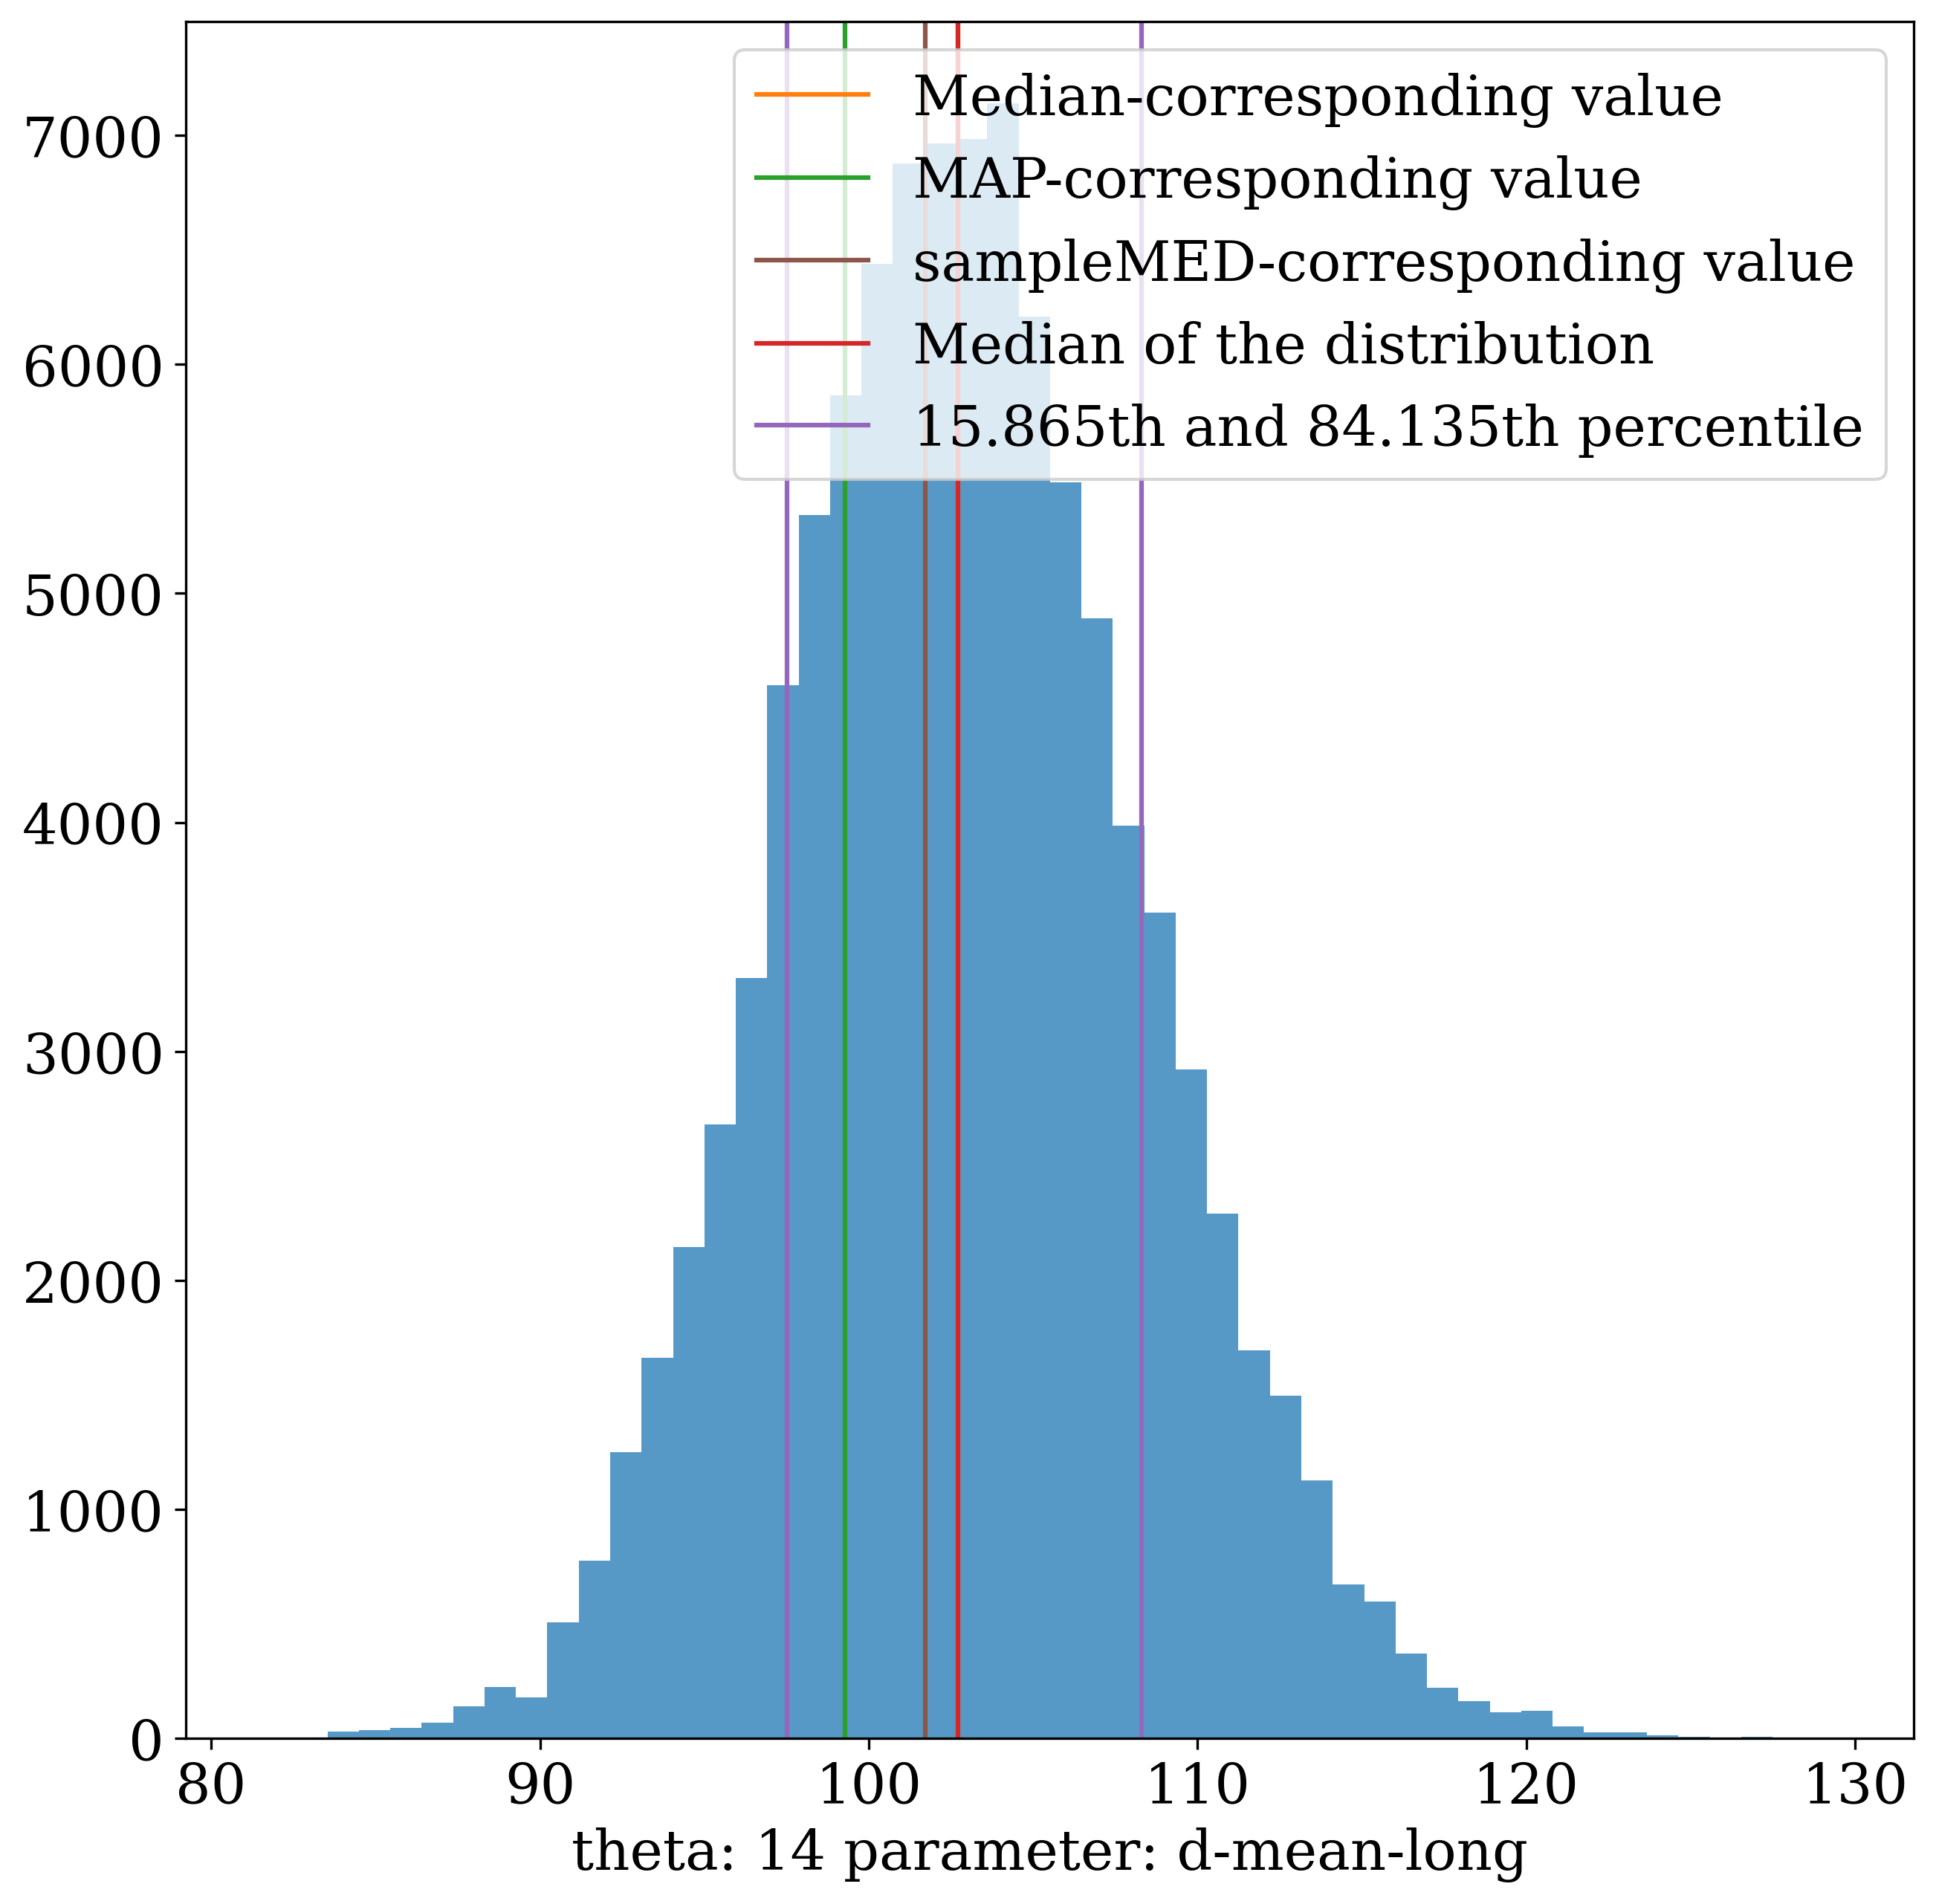 Median-corresponding value
MAP-corresponding value
sampleMED-corresponding value
Median of the distribution
15.865th and 84.135th percentile
7000
6000
5000
4000
3000
2000
1000
0
80 90 100 110 120 130
theta: 14 parameter: d-mean-long